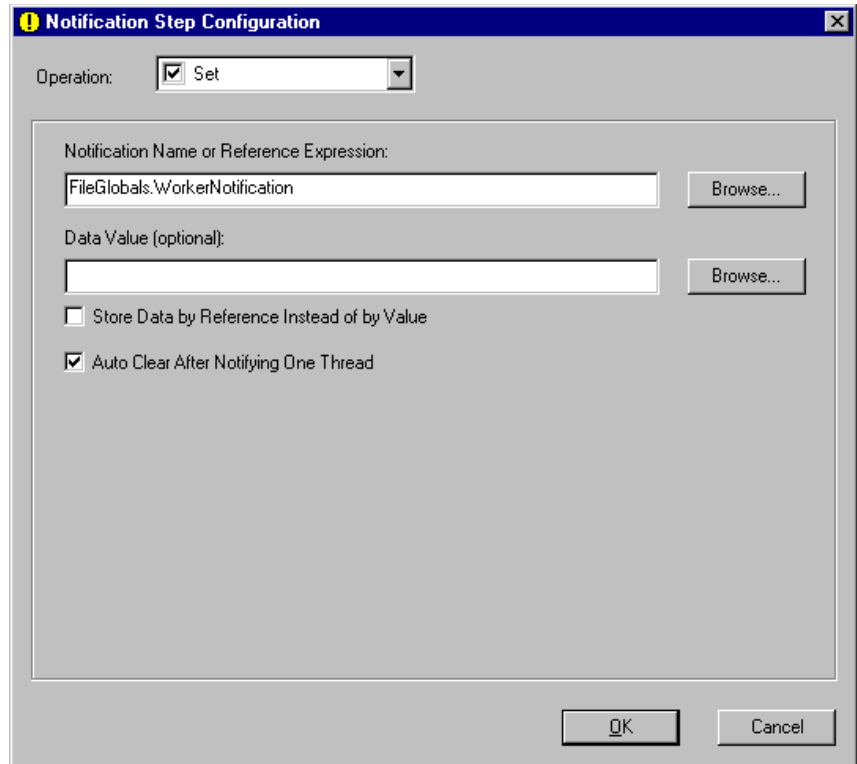 Notification Step Configuration
Operation:
Set
Notification Name or Reference Expression:
FileGlobals.WorkerNotification
Browse...
Data Value (optional):
Browse...
Store Data by Reference Instead of by Value
Auto Clear After Notifying One Thread
OK
Cancel